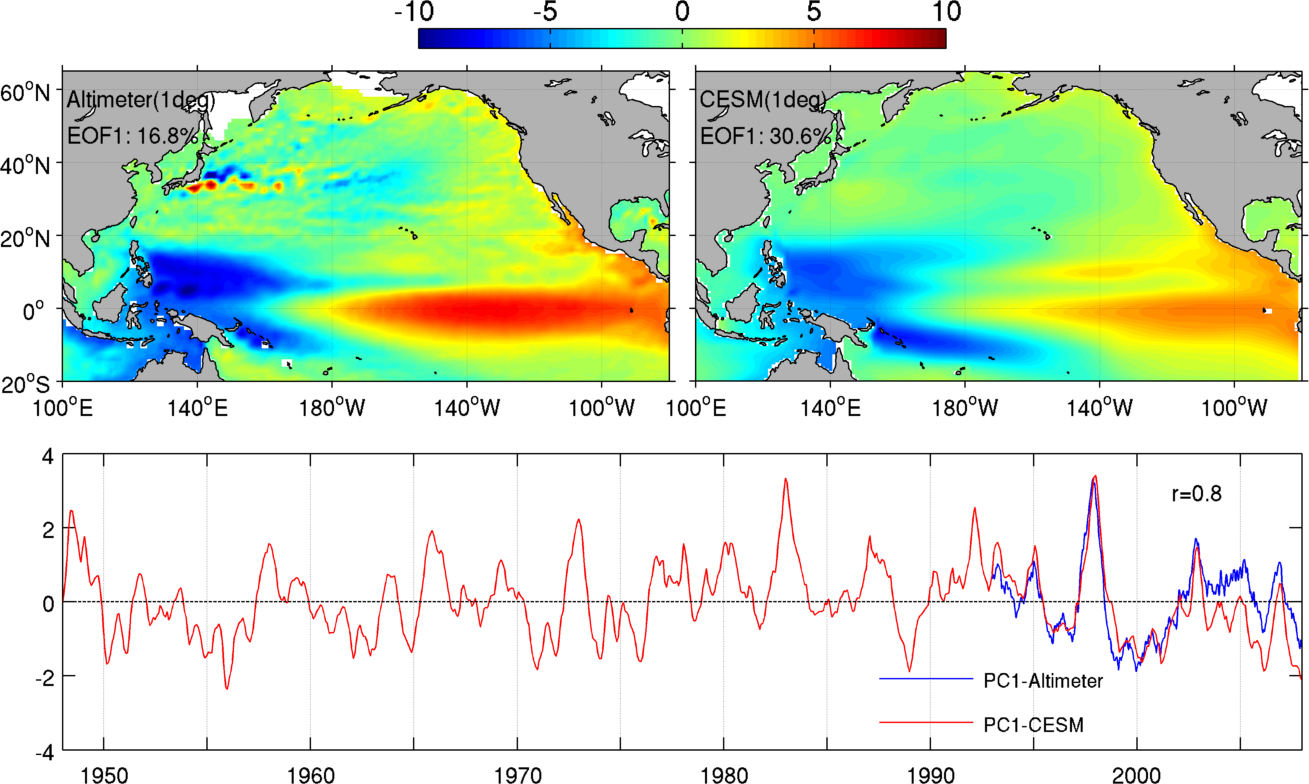 -10 -5 0 5 10
Altimeter(1deg)
EOF1: 16.8%
CESM(1deg)
EOF1: 30.6%
60°N
40°N
20°N
0°
20°S
100°E 140°E 180°W 140°W 100°W
100°E 140°E 180°W 140°W 100°W
4
2
0
-2
-4
r=0.8
PC1-Altimeter
PC1-CESM
1950 1960 1970 1980 1990 2000